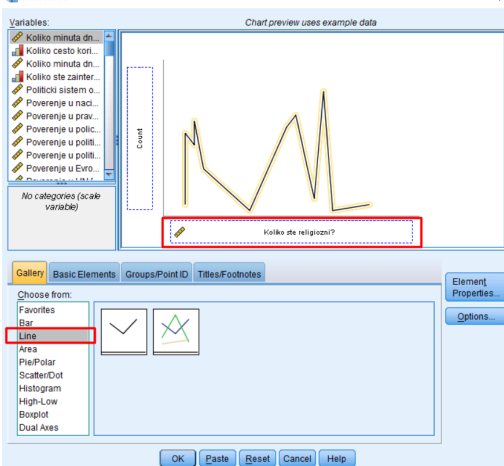 Variables:
Chart preview uses example data
Koliko minuta dn...
Koliko cesto kori...
Koliko minuta dn...
Koliko ste zainter...
Politicki sistem o...
Poverenje u naci...
Poverenje u prav...
Poverenje u polic...
Poverenje u politi...
Poverenje u politi...
Poverenje u Evro...
No categories (scale
variable)
Count
Koliko ste religiozni?
Gallery
Basic Elements
Groups/Point ID
Titles/Footnotes
Choose from:
Favorites
Bar
Line
Area
Pie/Polar
Scatter/Dot
Histogram
High-Low
Boxplot
Dual Axes
Element
Properties...
Options...
OK
Paste
Reset
Cancel
Help